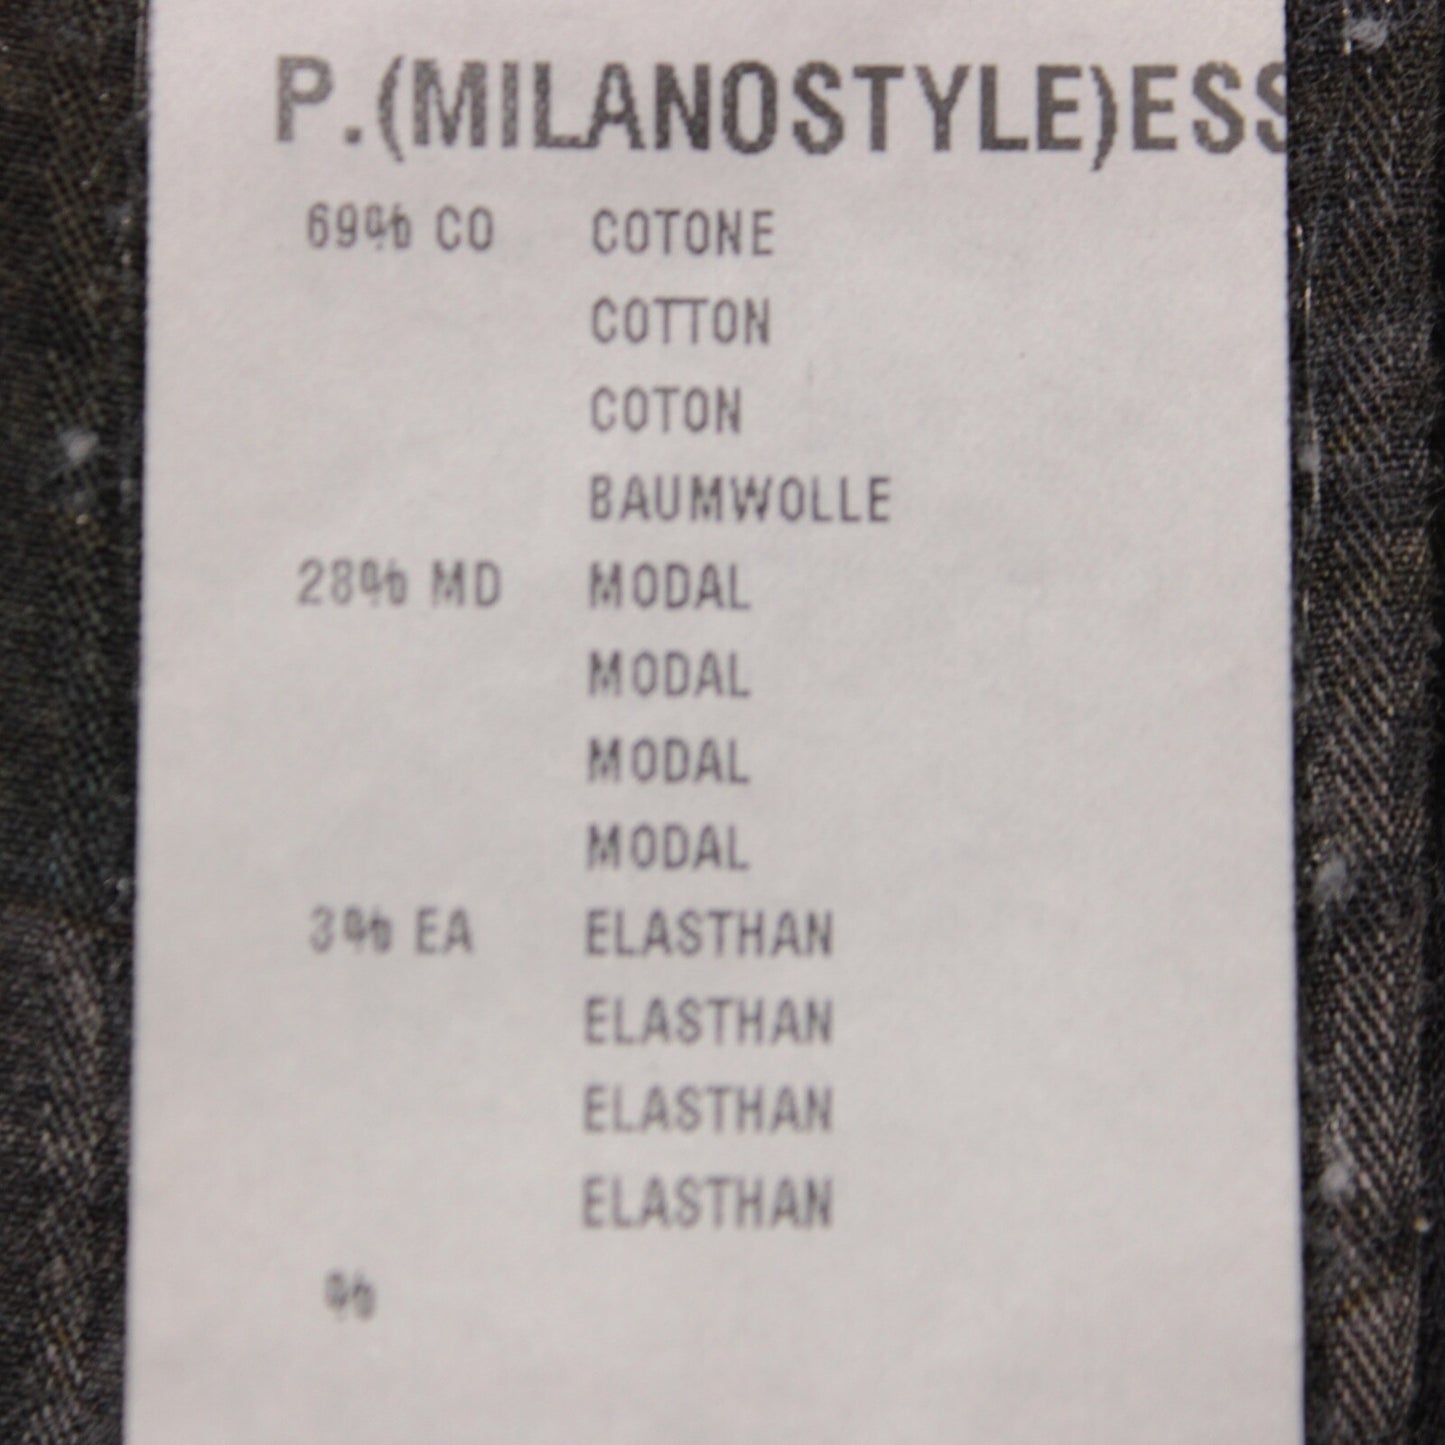 P.(MILANOSTYLE)ESS
69% CO COTONE
COTTON
COTON
BAUMWOLLE
28% MD MODAL
MODAL
MODAL
MODAL
3% EA ELASTHAN
ELASTHAN
ELASTHAN
ELASTHAN
%